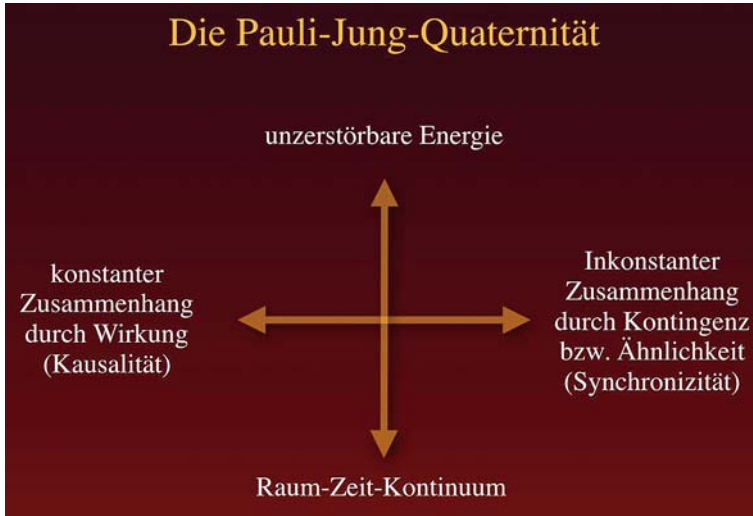 Die Pauli-Jung-Quaternität
unzerstörbare Energie
konstanter
Zusammenhang
durch Wirkung
(Kausalität)
Inkonstanter
Zusammenhang
durch Kontingenz
bzw. Ähnlichkeit
(Synchronizität)
Raum-Zeit-Kontinuum